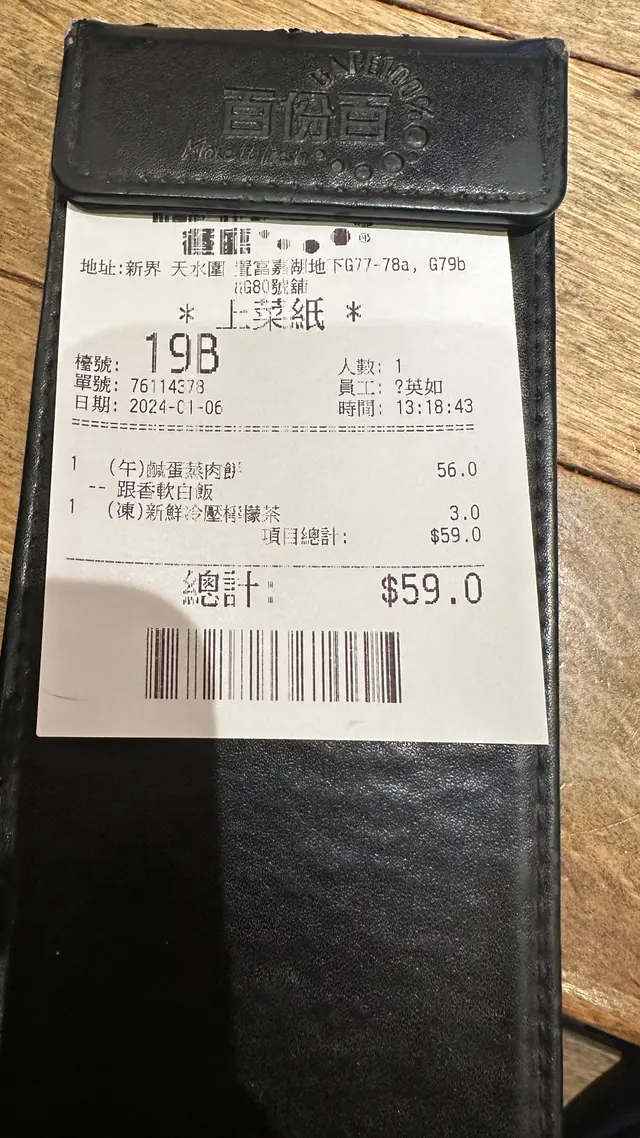 CAFE100%
百份百
Make it fresh
地址:新界 天水圍 置富嘉湖地下G77-78a, G79b
&G80號舖
* 上菜紙 *
檯號: 19B
人數: 1
單號: 76114378
員工: ?英如
日期: 2024-01-06
時間: 13:18:43
1 (午)鹹蛋蒸肉餅 56.0
-- 跟香軟白飯
1 (凍)新鮮冷壓檸檬茶 3.0
項目總計: $59.0
總計: $59.0